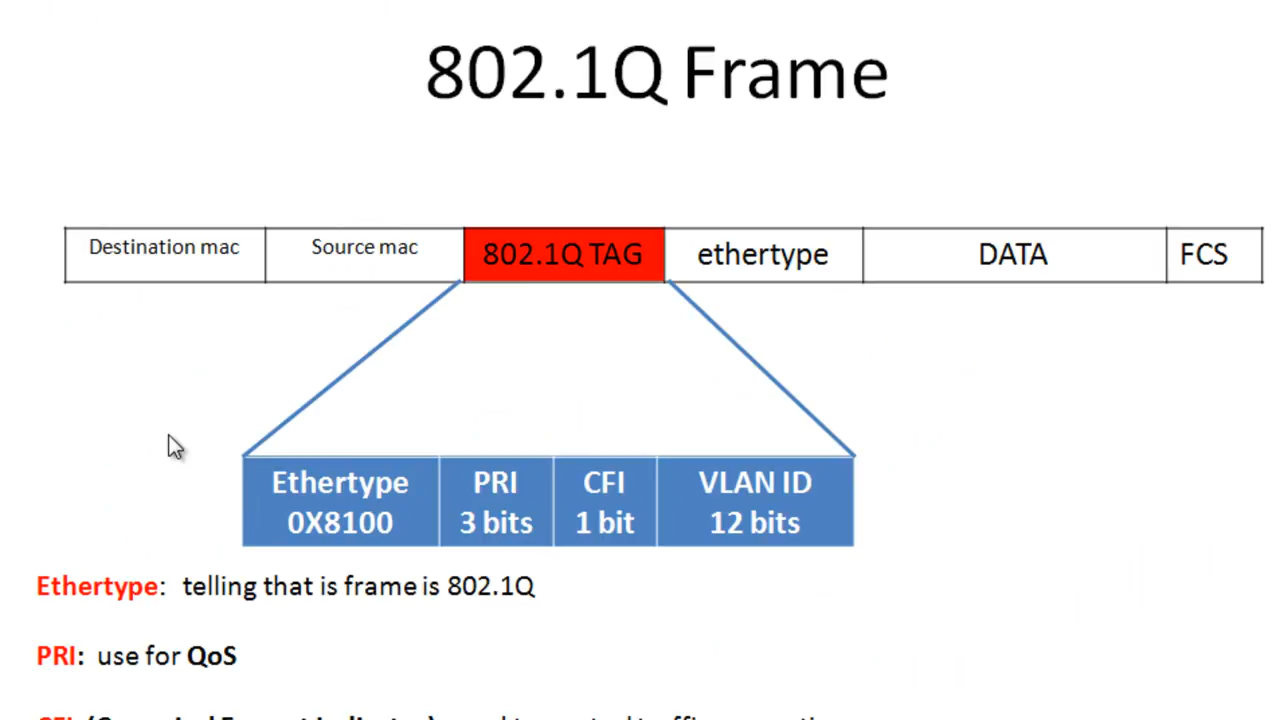 802.1Q Frame
Destination mac Source mac 802.1Q TAG ethertype DATA FCS
Ethertype PRI CFI VLAN ID
0X8100 3 bits 1 bit 12 bits
Ethertype: telling that is frame is 802.1Q
PRI: use for QoS